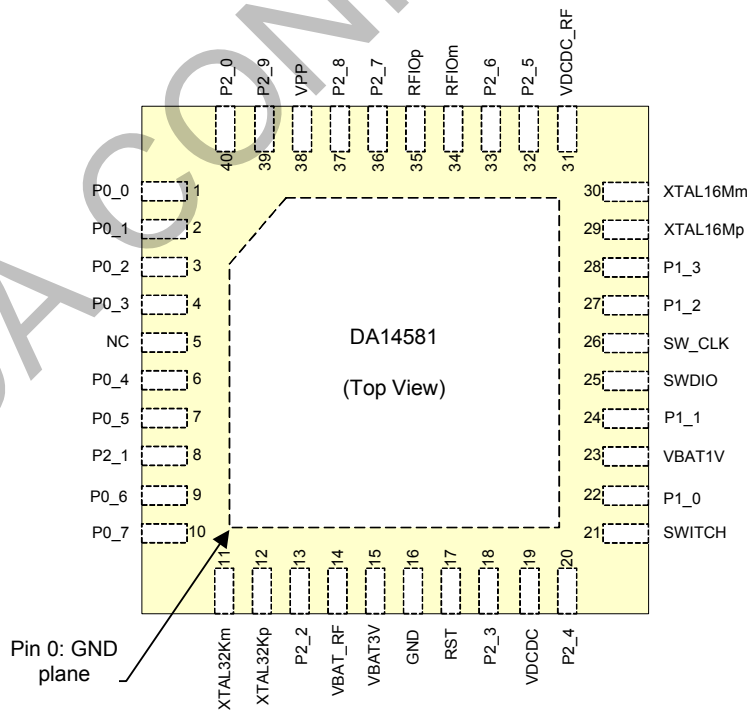 P2_0
P2_9
VPP
P2_8
P2_7
RFIOp
RFIOm
P2_6
P2_5
VDCDC_RF
40
39
38
37
36
35
34
33
32
31
P0_0 1
P0_1 2
P0_2 3
P0_3 4
NC 5
P0_4 6
P0_5 7
P2_1 8
P0_6 9
P0_7 10
DA14581
(Top View)
30 XTAL16Mm
29 XTAL16Mp
28 P1_3
27 P1_2
26 SW_CLK
25 SWDIO
24 P1_1
23 VBAT1V
22 P1_0
21 SWITCH
11
12
13
14
15
16
17
18
19
20
XTAL32Km
XTAL32Kp
P2_2
VBAT_RF
VBAT3V
GND
RST
P2_3
VDCDC
P2_4
Pin 0: GND
plane